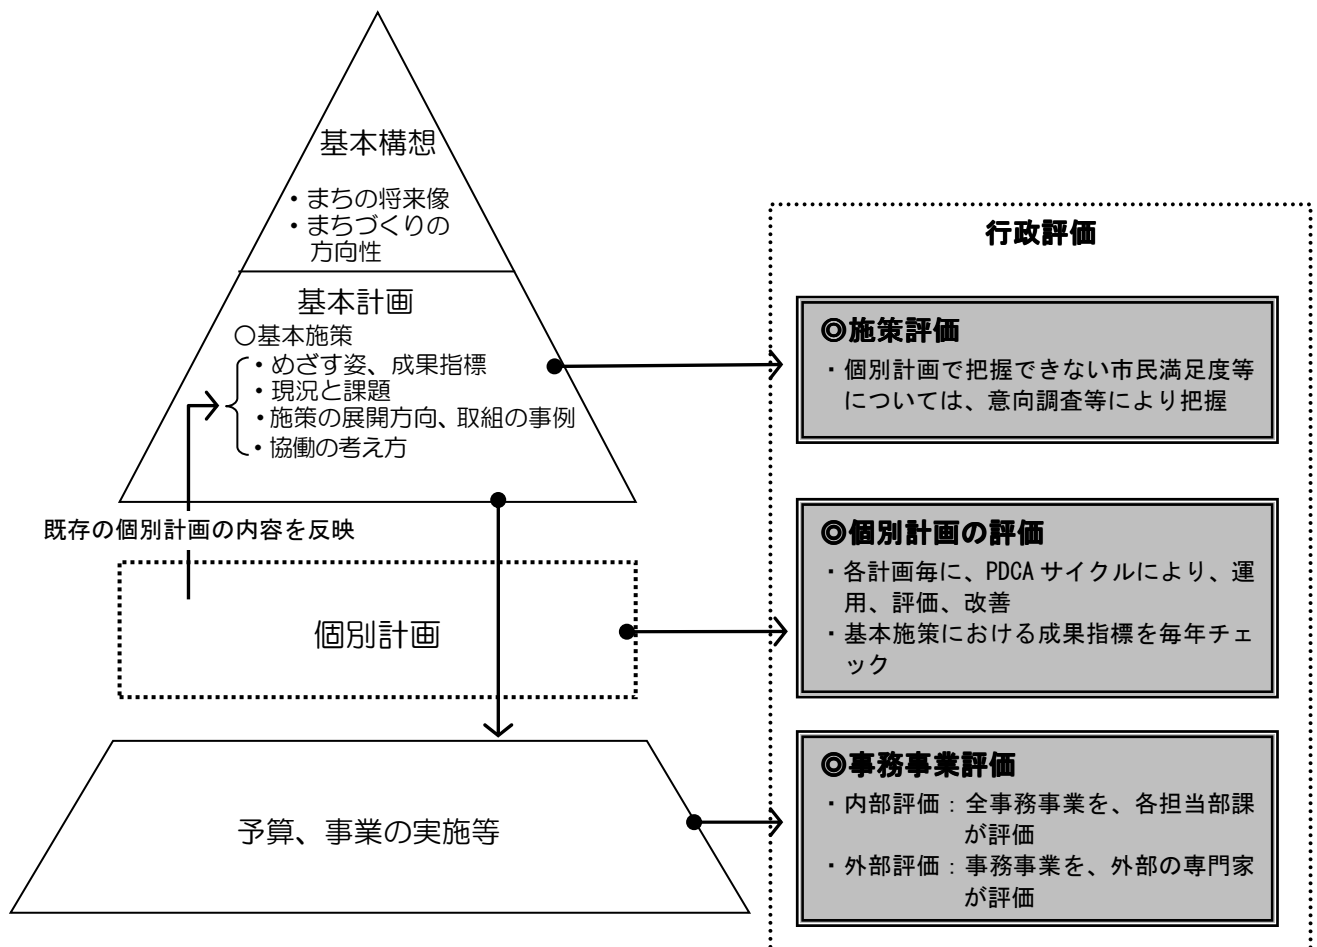 基本構想
・まちの将来像
・まちづくりの
方向性
基本計画
○基本施策
・めざす姿、成果指標
・現況と課題
・施策の展開方向、取組の事例
・協働の考え方
既存の個別計画の内容を反映
個別計画
予算、事業の実施等
行政評価
◎施策評価
・個別計画で把握できない市民満足度等
については、意向調査等により把握
◎個別計画の評価
・各計画毎に、PDCA サイクルにより、運
用、評価、改善
・基本施策における成果指標を毎年チェ
ック
◎事務事業評価
・内部評価：全事務事業を、各担当部課
が評価
・外部評価：事務事業を、外部の専門家
が評価